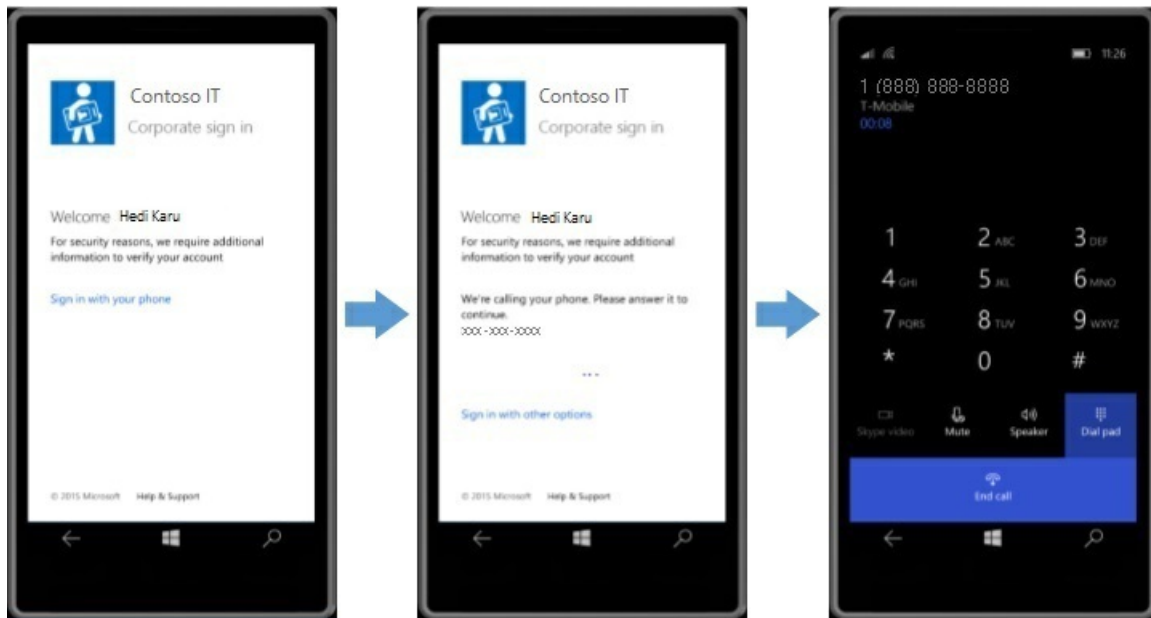 Contoso IT
Corporate sign in
Welcome Hedi Karu
For security reasons, we require additional
information to verify your account
Sign in with your phone
© 2015 Microsoft Help & Support
Contoso IT
Corporate sign in
Welcome Hedi Karu
For security reasons, we require additional
information to verify your account
We're calling your phone. Please answer it to
continue.
xxx-xxx-xxxx
Sign in with other options
© 2015 Microsoft Help & Support
11:26
1 (888) 888-8888
T-Mobile
00:08
1 2 ABC 3 DEF
4 GHI 5 JKL 6 MNO
7 PQRS 8 TUV 9 WXYZ
* 0 #
Skype video Mute Speaker Dial pad
End call